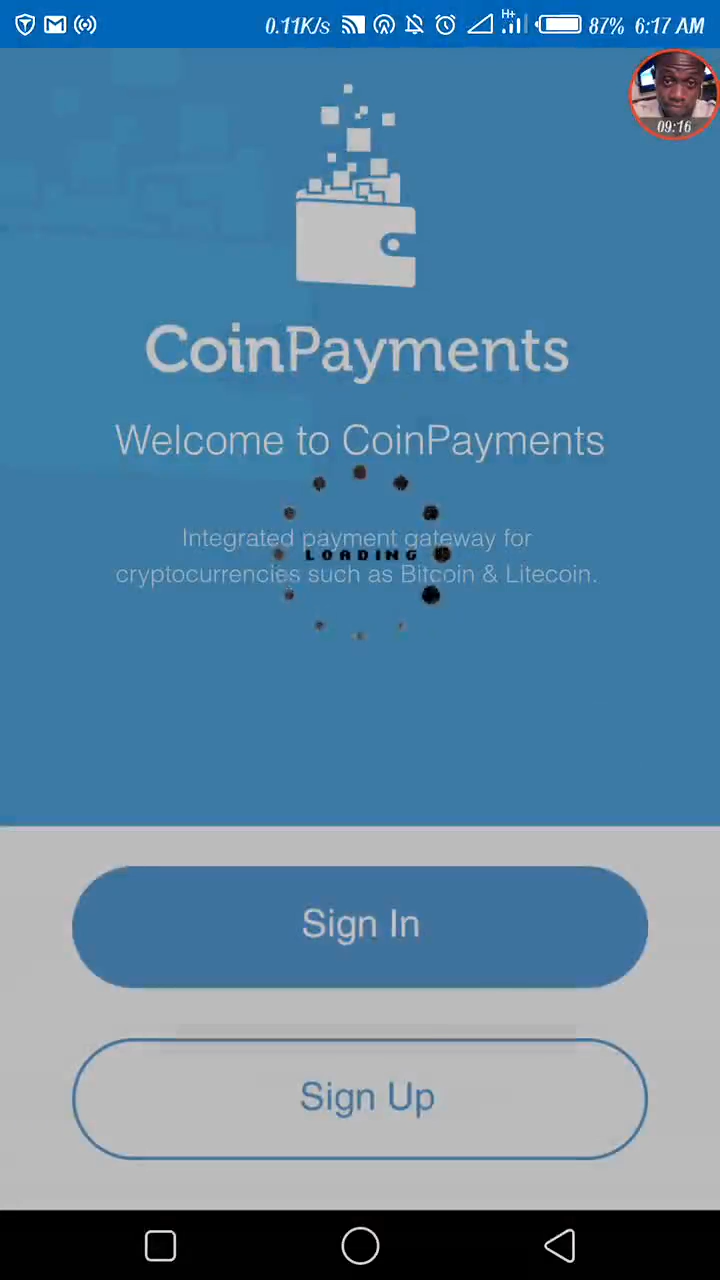 0.11K/s H+ 87% 6:17 AM
09:16
CoinPayments
Welcome to CoinPayments
Integrated payment gateway for
LOADING
cryptocurrencies such as Bitcoin & Litecoin.
Sign In
Sign Up